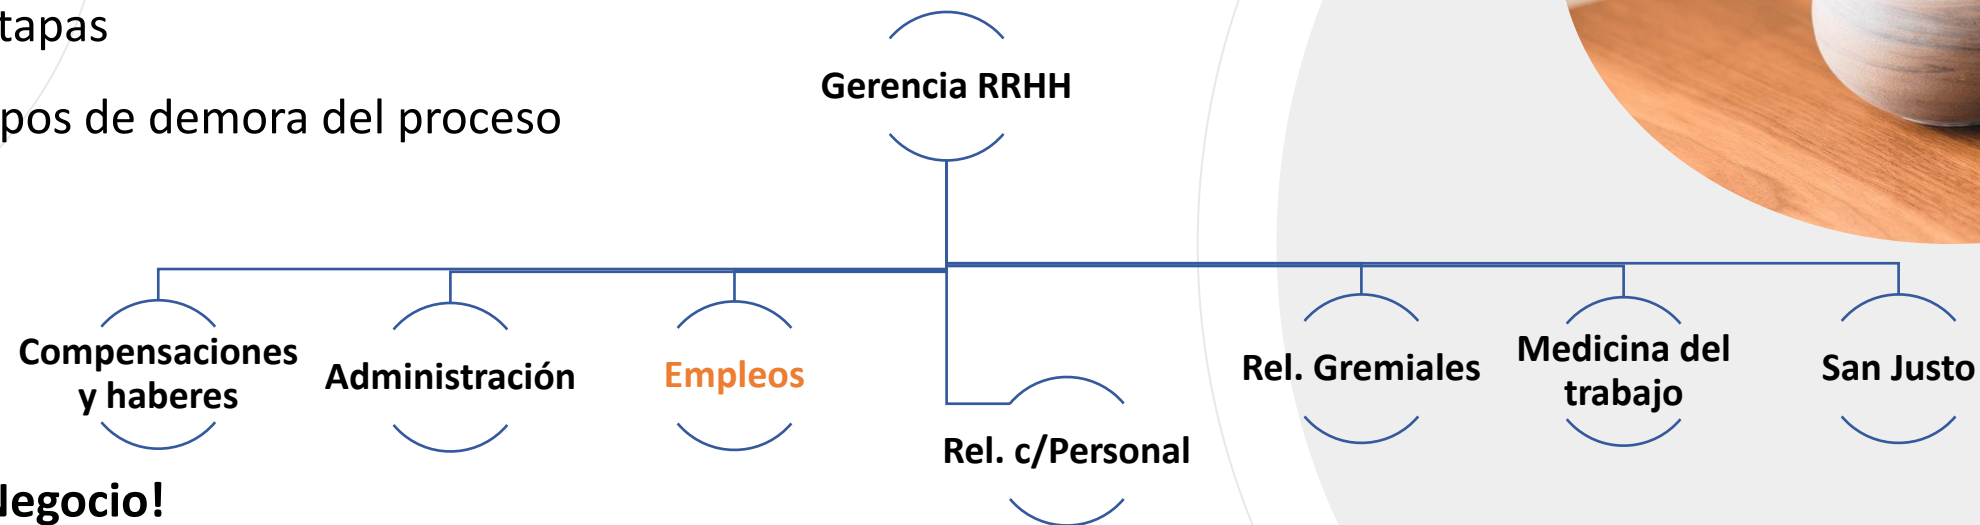 tapas
pos de demora del proceso
Gerencia RRHH
Compensaciones
y haberes
Administración
Empleos
Rel. c/Personal
Rel. Gremiales
Medicina del
trabajo
San Justo
egocio!